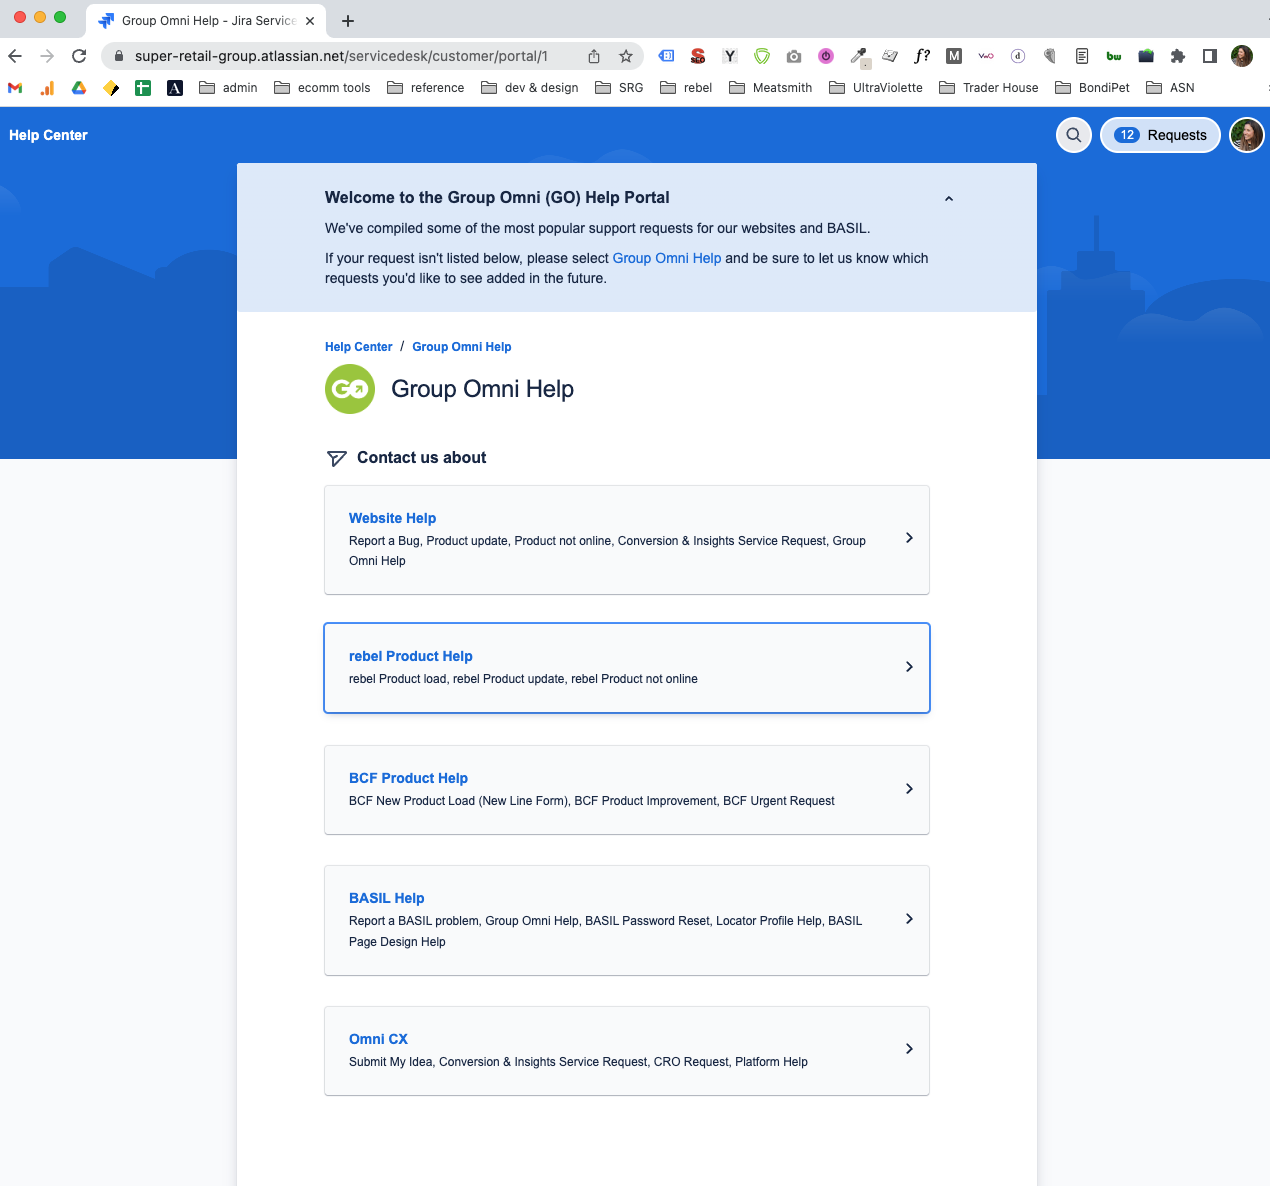 Group Omni Help - Jira Service
super-retail-group.atlassian.net/servicedesk/customer/portal/1
SEO
Y
f?
M
VWO
d
bw
A
admin
ecomm tools
reference
dev & design
SRG
rebel
Meatsmith
UltraViolette
Trader House
BondiPet
ASN
Help Center
12 Requests
Welcome to the Group Omni (GO) Help Portal
We've compiled some of the most popular support requests for our websites and BASIL.
If your request isn't listed below, please select Group Omni Help and be sure to let us know which
requests you'd like to see added in the future.
Help Center / Group Omni Help
GO
Group Omni Help
Contact us about
Website Help
Report a Bug, Product update, Product not online, Conversion & Insights Service Request, Group
Omni Help
rebel Product Help
rebel Product load, rebel Product update, rebel Product not online
BCF Product Help
BCF New Product Load (New Line Form), BCF Product Improvement, BCF Urgent Request
BASIL Help
Report a BASIL problem, Group Omni Help, BASIL Password Reset, Locator Profile Help, BASIL
Page Design Help
Omni CX
Submit My Idea, Conversion & Insights Service Request, CRO Request, Platform Help